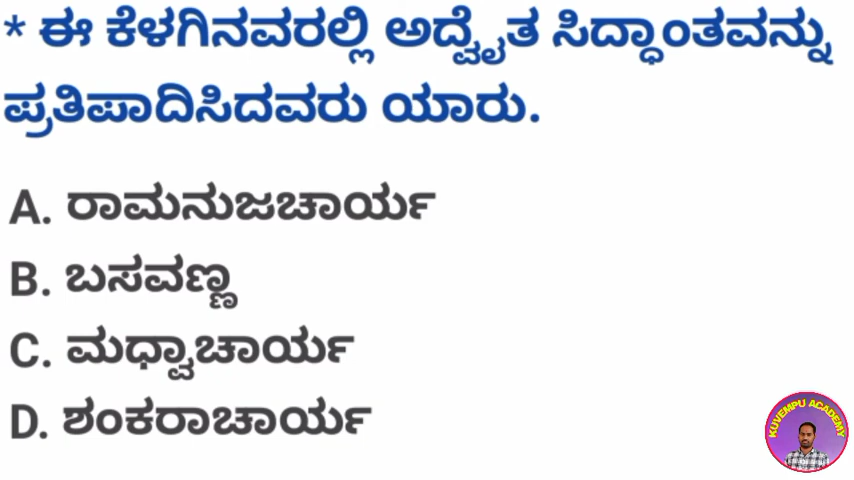 * ಈ ಕೆಳಗಿನವರಲ್ಲಿ ಅದ್ವೈತ ಸಿದ್ಧಾಂತವನ್ನು
ಪ್ರತಿಪಾದಿಸಿದವರು ಯಾರು.
A. ರಾಮನುಜಚಾರ್ಯ
B. ಬಸವಣ್ಣ
C. ಮಧ್ವಾಚಾರ್ಯ
D. ಶಂಕರಾಚಾರ್ಯ
KUVEMPU ACADEMY